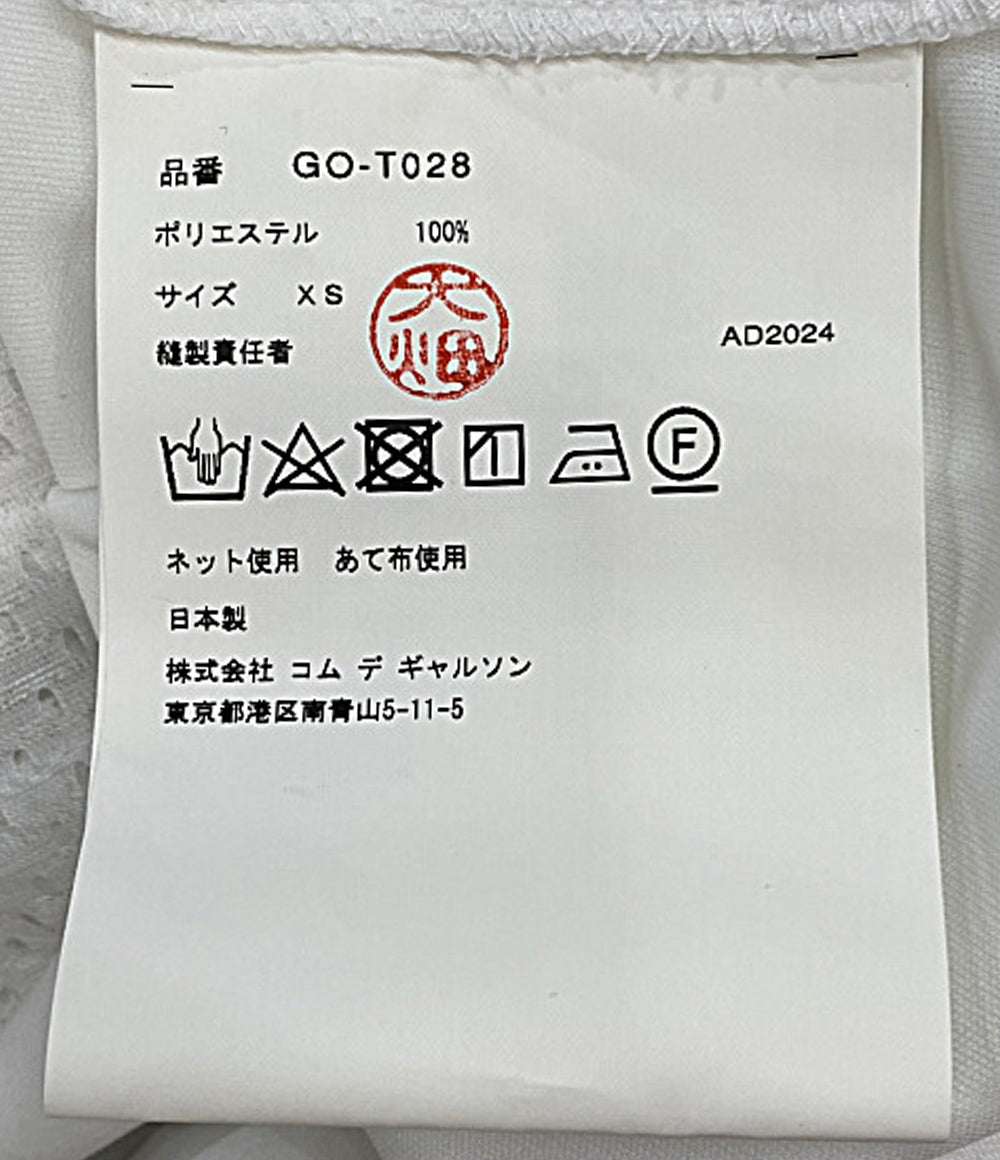 品番 GO-T028
ポリエステル 100%
サイズ XS
縫製責任者 大畑
AD2024
F
ネット使用 あて布使用
日本製
株式会社 コム デ ギャルソン
東京都港区南青山5-11-5